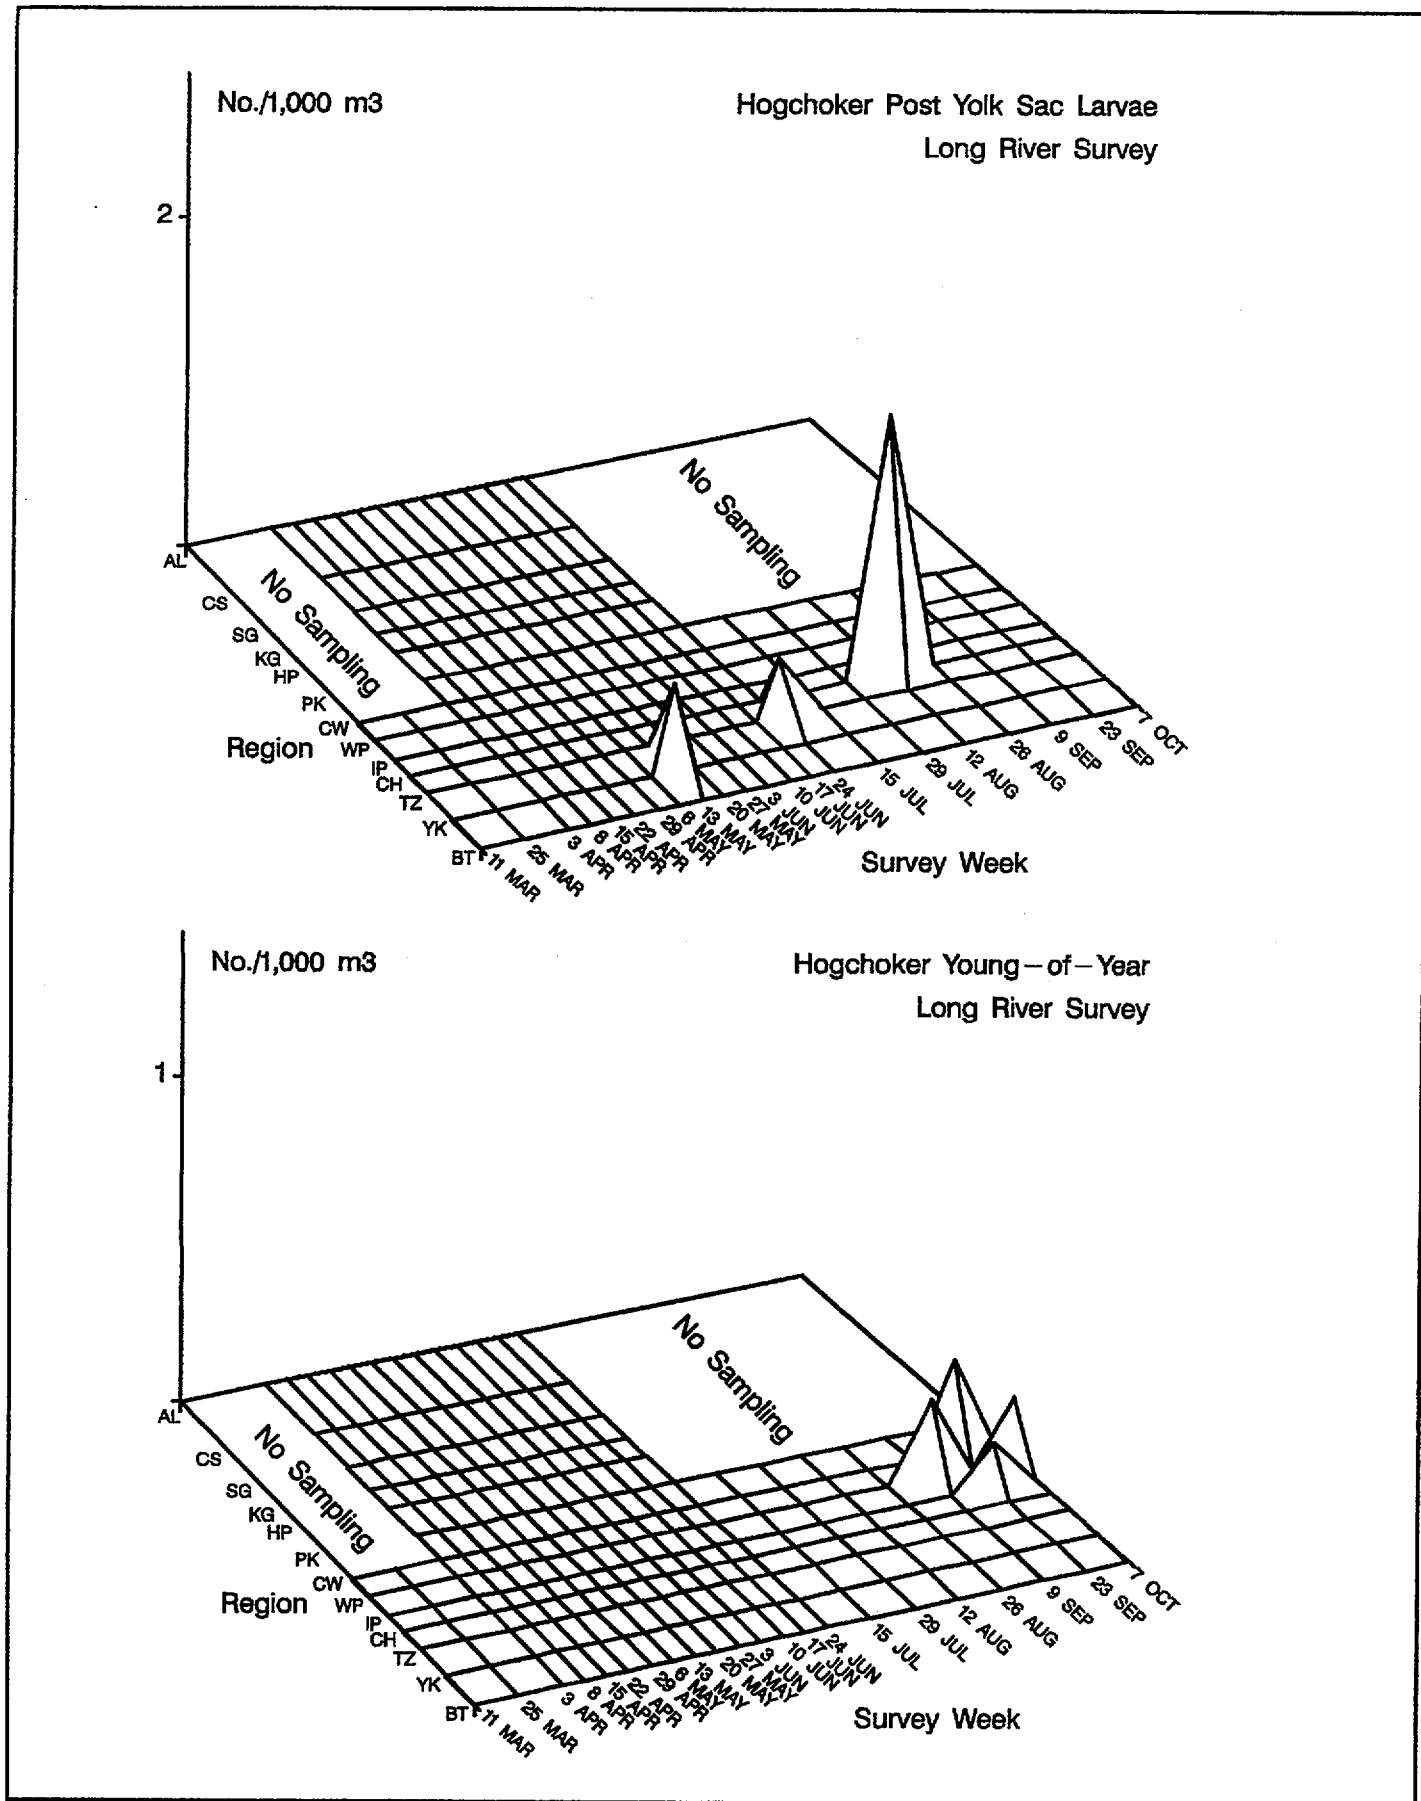 No./1,000 m3
Hogchoker Post Yolk Sac Larvae
Long River Survey
2
No Sampling
No Sampling
AL
CS
SG
KG
HP
PK
CW
WP
IP
CH
TZ
YK
BT
Region
11 MAR
25 MAR
3 APR
8 APR
15 APR
22 APR
29 APR
6 MAY
13 MAY
20 MAY
27 MAY
3 JUN
10 JUN
17 JUN
24 JUN
15 JUL
29 JUL
12 AUG
26 AUG
9 SEP
23 SEP
7 OCT
Survey Week
No./1,000 m3
Hogchoker Young-of-Year
Long River Survey
1
No Sampling
No Sampling
AL
CS
SG
KG
HP
PK
CW
WP
IP
CH
TZ
YK
BT
Region
11 MAR
25 MAR
3 APR
8 APR
15 APR
22 APR
29 APR
6 MAY
13 MAY
20 MAY
27 MAY
3 JUN
10 JUN
17 JUN
24 JUN
15 JUL
29 JUL
12 AUG
26 AUG
9 SEP
23 SEP
7 OCT
Survey Week